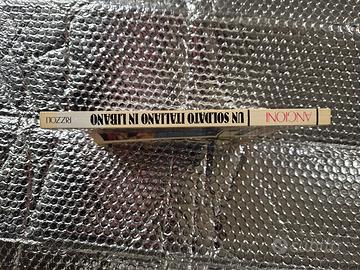 ANGIONI
UN SOLDATO ITALIANO IN LIBANO
RIZZOLI